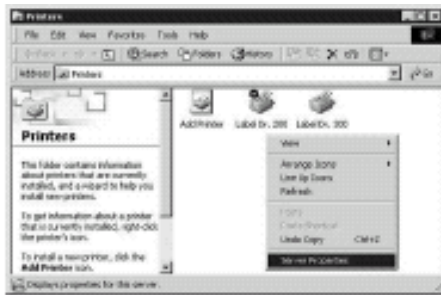 Printers
File Edit View Favorites Tools Help
Search Folders History
Address Printers Go
Add Printer Label Dr. 200 Label Dr. 300
Printers
This folder contains information
about printers that are currently
installed, and a wizard to help you
install new printers.
To get information about a printer
that is currently installed, right-click
the printer's icon.
To install a new printer, click the
Add Printer icon.
View
Arrange Icons
Line Up Icons
Refresh
Paste
Paste Shortcut
Undo Copy Ctrl+Z
Server Properties
Displays properties for this server.